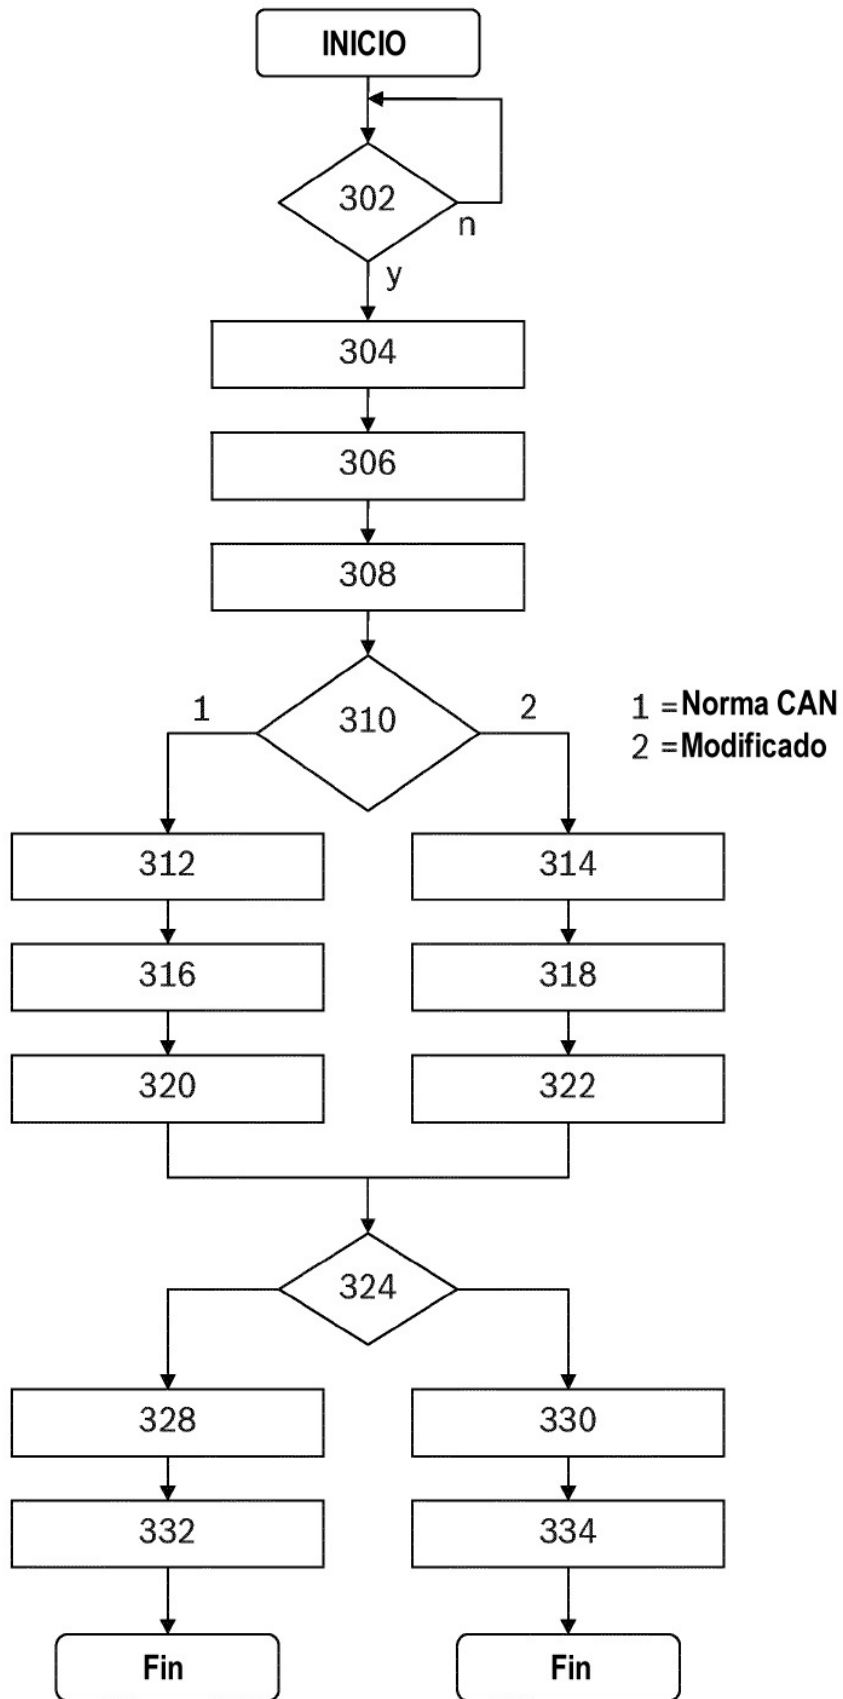 INICIO
302
n
y
304
306
308
1
310
2
1 = Norma CAN
2 = Modificado
312
314
316
318
320
322
324
328
330
332
334
Fin
Fin